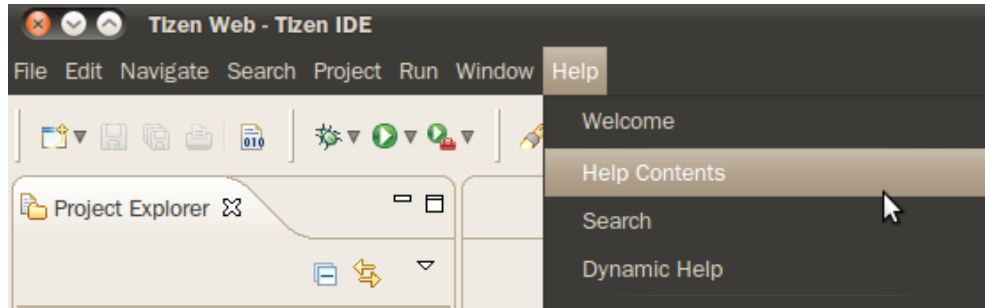 Tizen Web - Tizen IDE
File Edit Navigate Search Project Run Window Help
010
Welcome
Help Contents
Project Explorer
Search
Dynamic Help